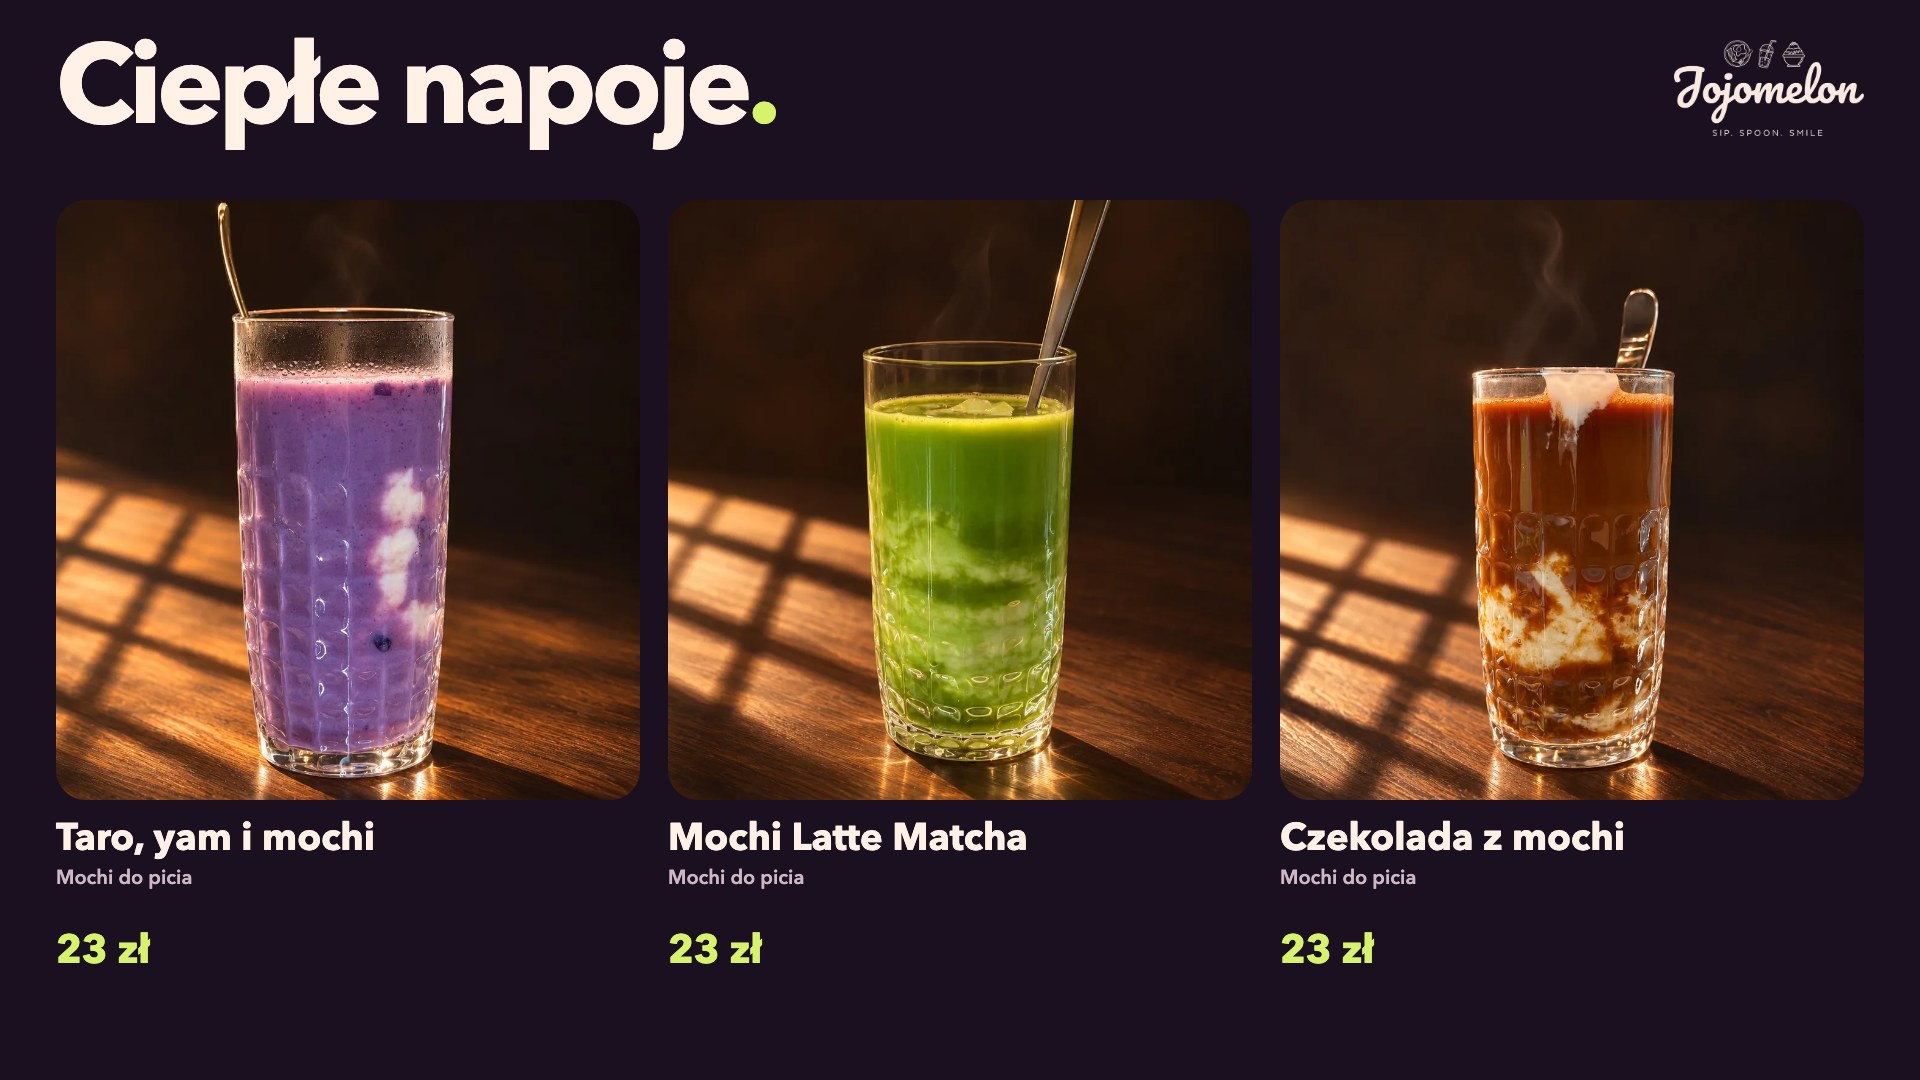 Ciepłe napoje.
Jojomelon
SIP. SPOON. SMILE
Taro, yam i mochi
Mochi do picia
23 zł
Mochi Latte Matcha
Mochi do picia
23 zł
Czekolada z mochi
Mochi do picia
23 zł